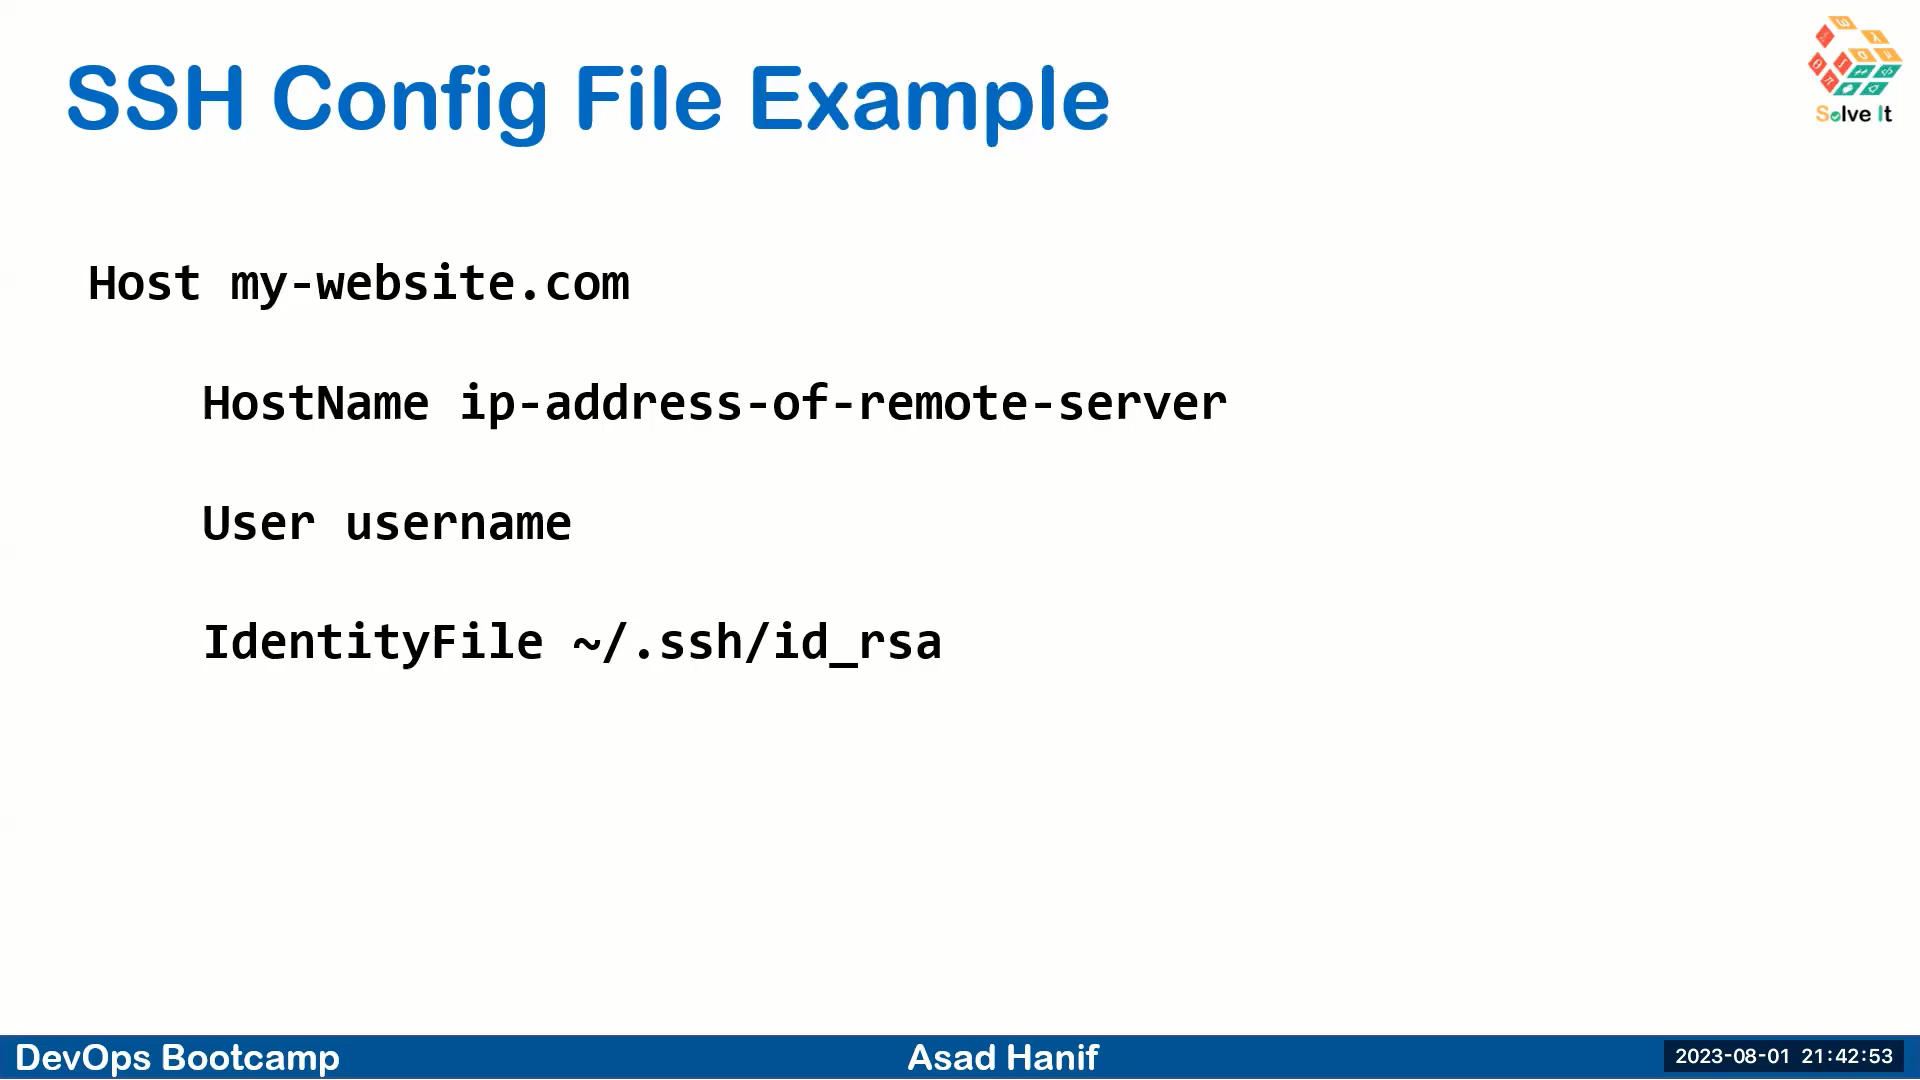 SSH Config File Example
Solve It
Host my-website.com
HostName ip-address-of-remote-server
User username
IdentityFile ~/.ssh/id_rsa
DevOps Bootcamp
Asad Hanif
2023-08-01 21:42:53